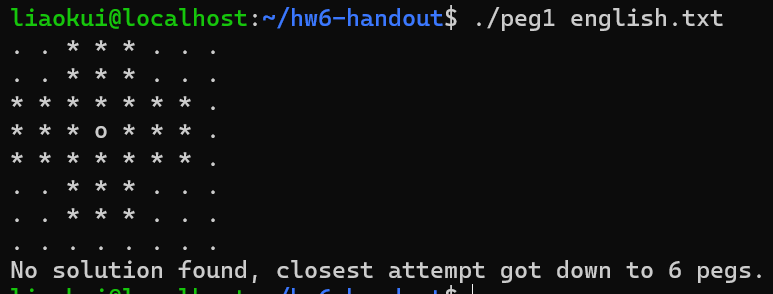 liaokui@localhost:~/hw6-handout$ ./peg1 english.txt
. . * * * . . .
. . * * * . . .
* * * * * * * .
* * * o * * * .
* * * * * * * .
. . * * * . . .
. . * * * . . .
. . . . . . . .
No solution found, closest attempt got down to 6 pegs.